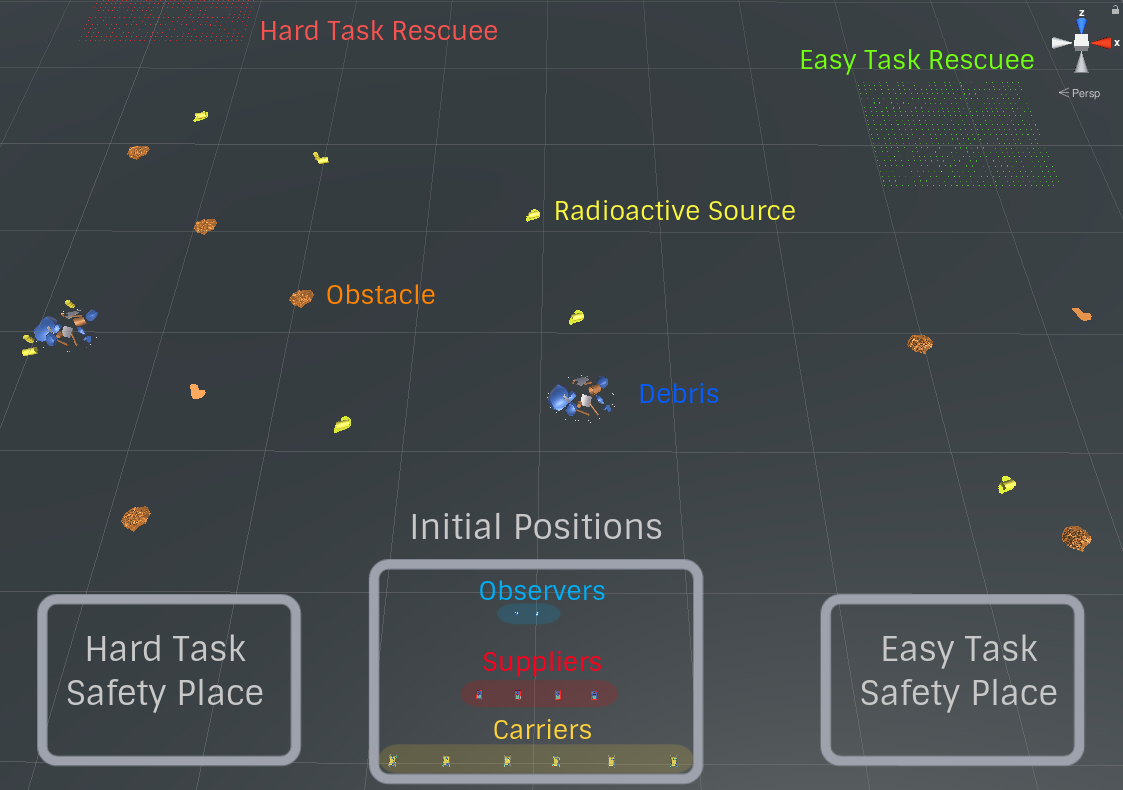 Hard Task Rescuee
z
x
Easy Task Rescuee
Persp
Radioactive Source
Obstacle
Debris
Initial Positions
Observers
Hard Task
Safety Place
Suppliers
Easy Task
Safety Place
Carriers